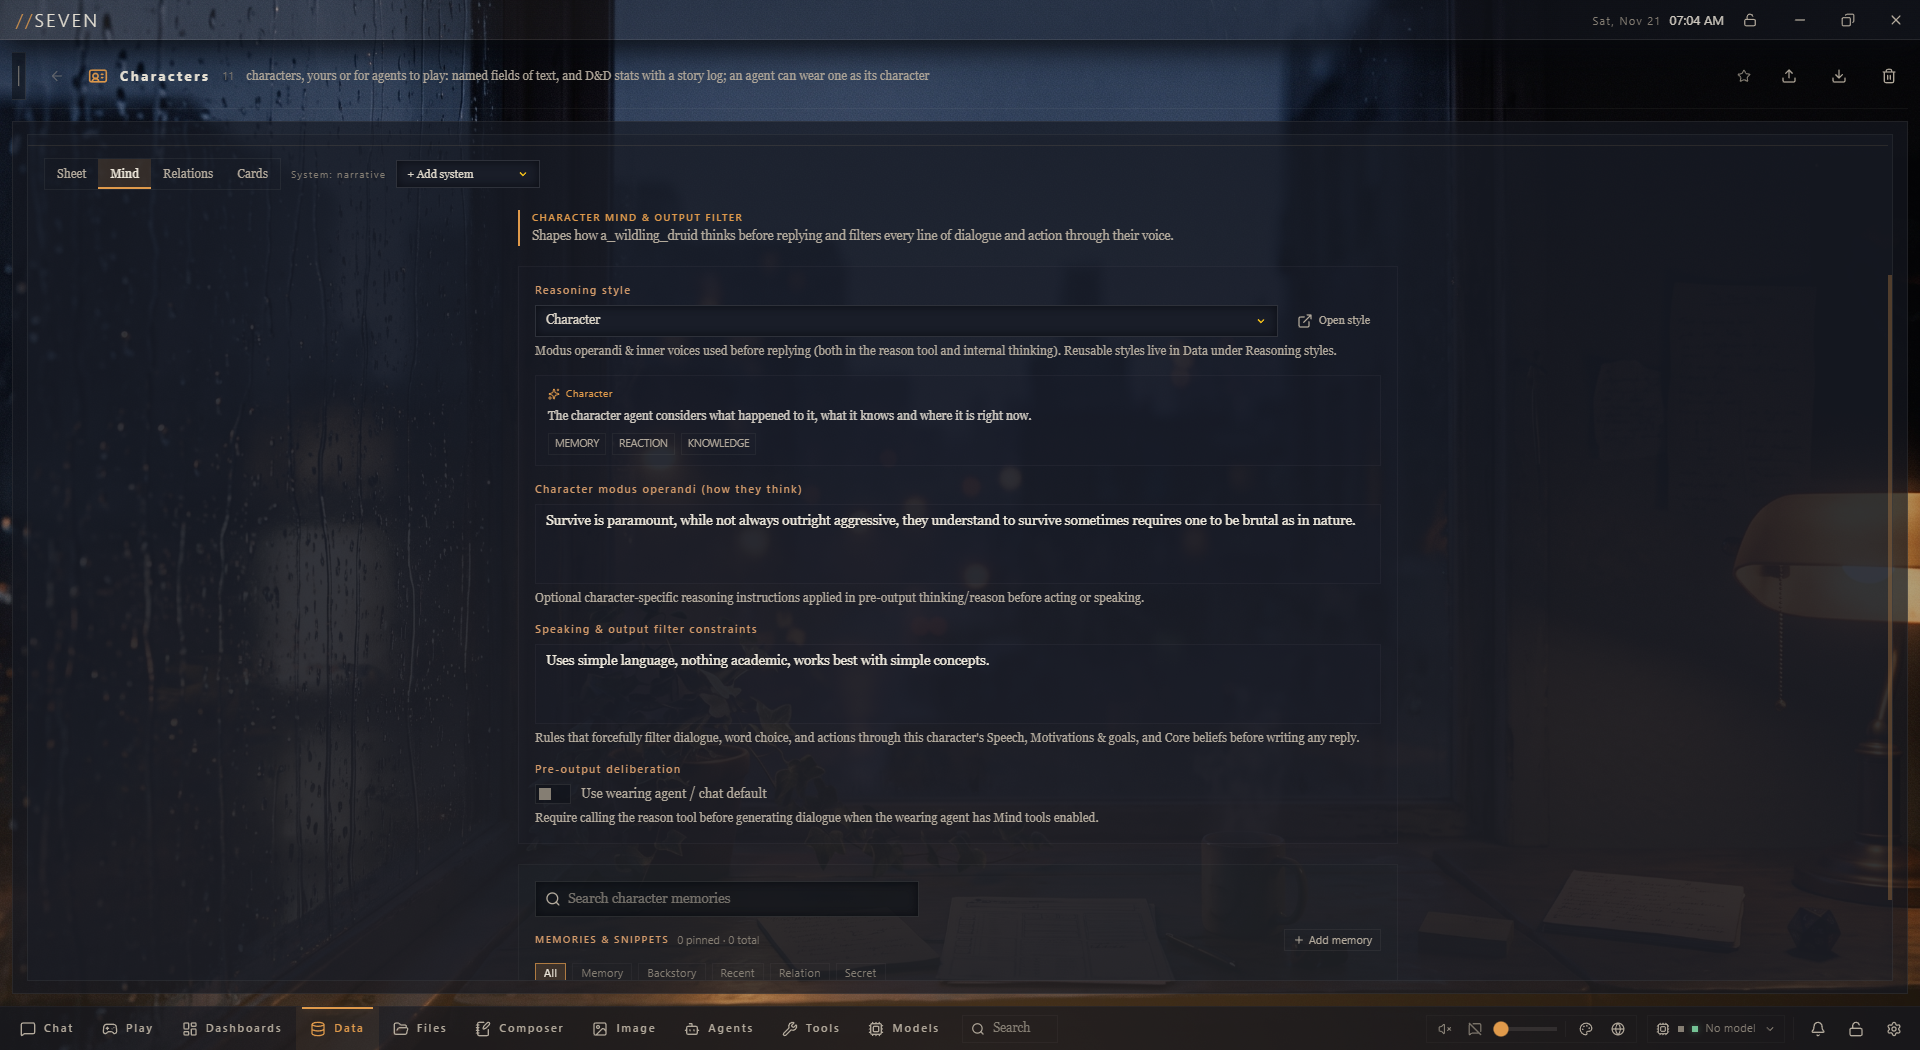 //SEVEN
Sat, Nov 21 07:04 AM
Characters 11 characters, yours or for agents to play: named fields of text, and D&D stats with a story log; an agent can wear one as its character
Sheet Mind Relations Cards System: narrative + Add system
CHARACTER MIND & OUTPUT FILTER
Shapes how a_wildling_druid thinks before replying and filters every line of dialogue and action through their voice.
Reasoning style
Character
Open style
Modus operandi & inner voices used before replying (both in the reason tool and internal thinking). Reusable styles live in Data under Reasoning styles.
Character
The character agent considers what happened to it, what it knows and where it is right now.
MEMORY REACTION KNOWLEDGE
Character modus operandi (how they think)
Survive is paramount, while not always outright aggressive, they understand to survive sometimes requires one to be brutal as in nature.
Optional character-specific reasoning instructions applied in pre-output thinking/reason before acting or speaking.
Speaking & output filter constraints
Uses simple language, nothing academic, works best with simple concepts.
Rules that forcefully filter dialogue, word choice, and actions through this character's Speech, Motivations & goals, and Core beliefs before writing any reply.
Pre-output deliberation
Use wearing agent / chat default
Require calling the reason tool before generating dialogue when the wearing agent has Mind tools enabled.
Search character memories
MEMORIES & SNIPPETS 0 pinned · 0 total
+ Add memory
All Memory Backstory Recent Relation Secret
Chat Play Dashboards Data Files Composer Image Agents Tools Models Search
No model